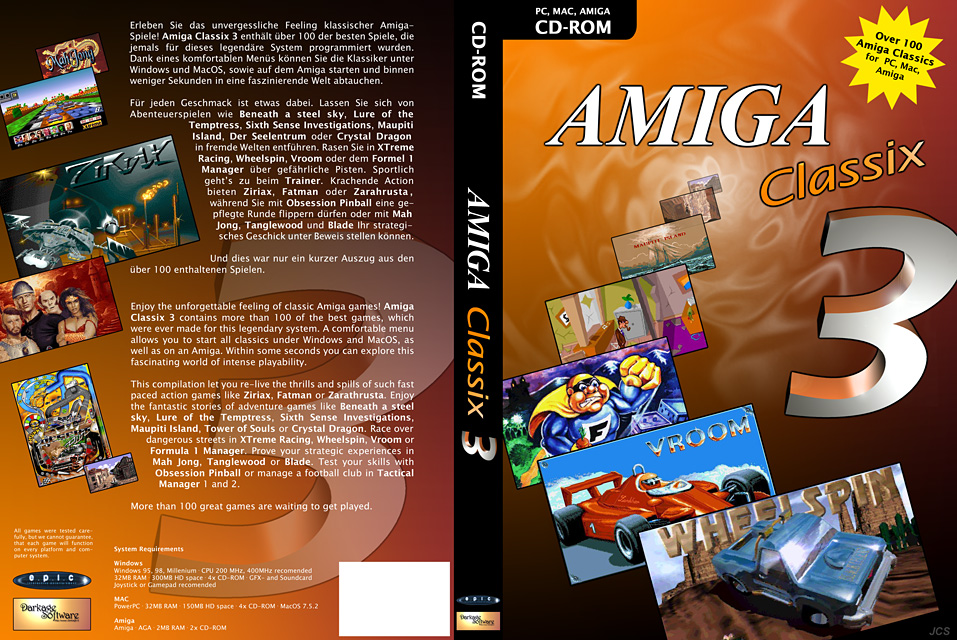 Erleben Sie das unvergessliche Feeling klassischer Amiga-
Spiele! Amiga Classix 3 enthält über 100 der besten Spiele, die
jemals für dieses legendäre System programmiert wurden.
Dank eines komfortablen Menüs können Sie die Klassiker unter
Windows und MacOS, sowie auf dem Amiga starten und binnen
weniger Sekunden in eine faszinierende Welt abtauchen.
Für jeden Geschmack ist etwas dabei. Lassen Sie sich von
Abenteuerspielen wie Beneath a steel sky, Lure of the
Temptress, Sixth Sense Investigations, Maupiti
Island, Der Seelentrum oder Crystal Dragon
in fremde Welten entführen. Rasen Sie in XTreme
Racing, Wheelspin, Vroom oder dem Formel 1
Manager über gefährliche Pisten. Sportlich
geht's zu beim Trainer. Krachende Action
bieten Ziriax, Fatman oder Zarahrusta,
während Sie mit Obsession Pinball eine ge-
pflegte Runde flippern dürfen oder mit Mah
Jong, Tanglewood und Blade Ihr strategi-
sches Geschick unter Beweis stellen können.
Und dies war nur ein kurzer Auszug aus den
über 100 enthaltenen Spielen.
Enjoy the unforgettable feeling of classic Amiga games! Amiga
Classix 3 contains more than 100 of the best games, which
were ever made for this legendary system. A comfortable menu
allows you to start all classics under Windows and MacOS, as
well as on an Amiga. Within some seconds you can explore this
fascinating world of intense playability.
This compilation let you re-live the thrills and spills of such fast
paced action games like Ziriax, Fatman or Zarathrusta. Enjoy
the fantastic stories of adventure games like Beneath a steel
sky, Lure of the Temptress, Sixth Sense Investigations,
Maupiti Island, Tower of Souls or Crystal Dragon. Race over
dangerous streets in XTreme Racing, Wheelspin, Vroom or
Formula 1 Manager. Prove your strategic experiences in
Mah Jong, Tanglewood or Blade. Test your skills with
Obsession Pinball or manage a football club in Tactical
Manager 1 and 2.
More than 100 great games are waiting to get played.
All games were tested care-
fully, but we cannot guarantee,
that each game will function
on every platform and com-
puter system.
System Requirements
Windows
Windows 95, 98, Millenium · CPU 200 MHz, 400MHz recomended
32MB RAM · 300MB HD space · 4x CD-ROM · GFX- and Soundcard
Joystick or Gamepad recomended
MAC
PowerPC · 32MB RAM · 150MB HD space · 4x CD-ROM · MacOS 7.5.2
Amiga
Amiga · AGA · 2MB RAM · 2x CD-ROM
epic
Darkage
Software
Mah Jong
ZIRIAX
CD-ROM
AMIGA Classix 3
epic
Darkage
Software
PC, MAC, AMIGA
CD-ROM
Over 100
Amiga Classics
for PC, Mac,
Amiga
AMIGA
Classix
3
MAUPITI ISLAND
F
VROOM
1
WHEELSPIN
JCS